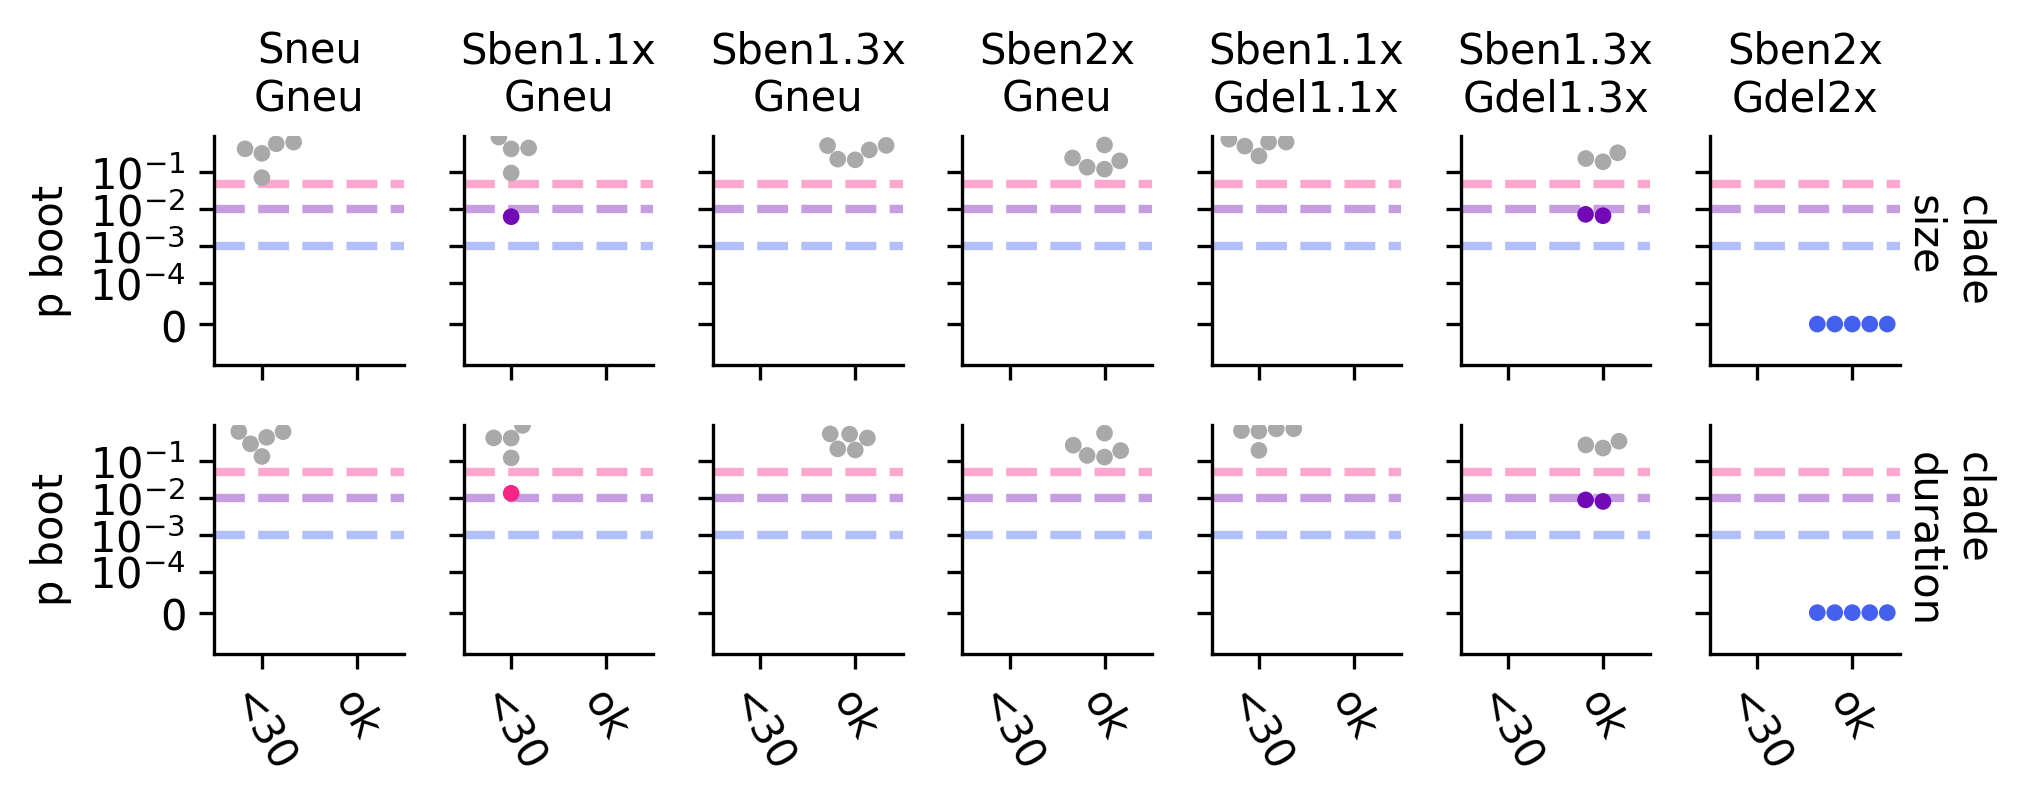 Sneu
Gneu
Sben1.1x
Gneu
Sben1.3x
Gneu
Sben2x
Gneu
Sben1.1x
Gdel1.1x
Sben1.3x
Gdel1.3x
Sben2x
Gdel2x
p boot
10⁻¹
10⁻²
10⁻³
10⁻⁴
0
clade
size
p boot
10⁻¹
10⁻²
10⁻³
10⁻⁴
0
clade
duration
<30
ok
<30
ok
<30
ok
<30
ok
<30
ok
<30
ok
<30
ok